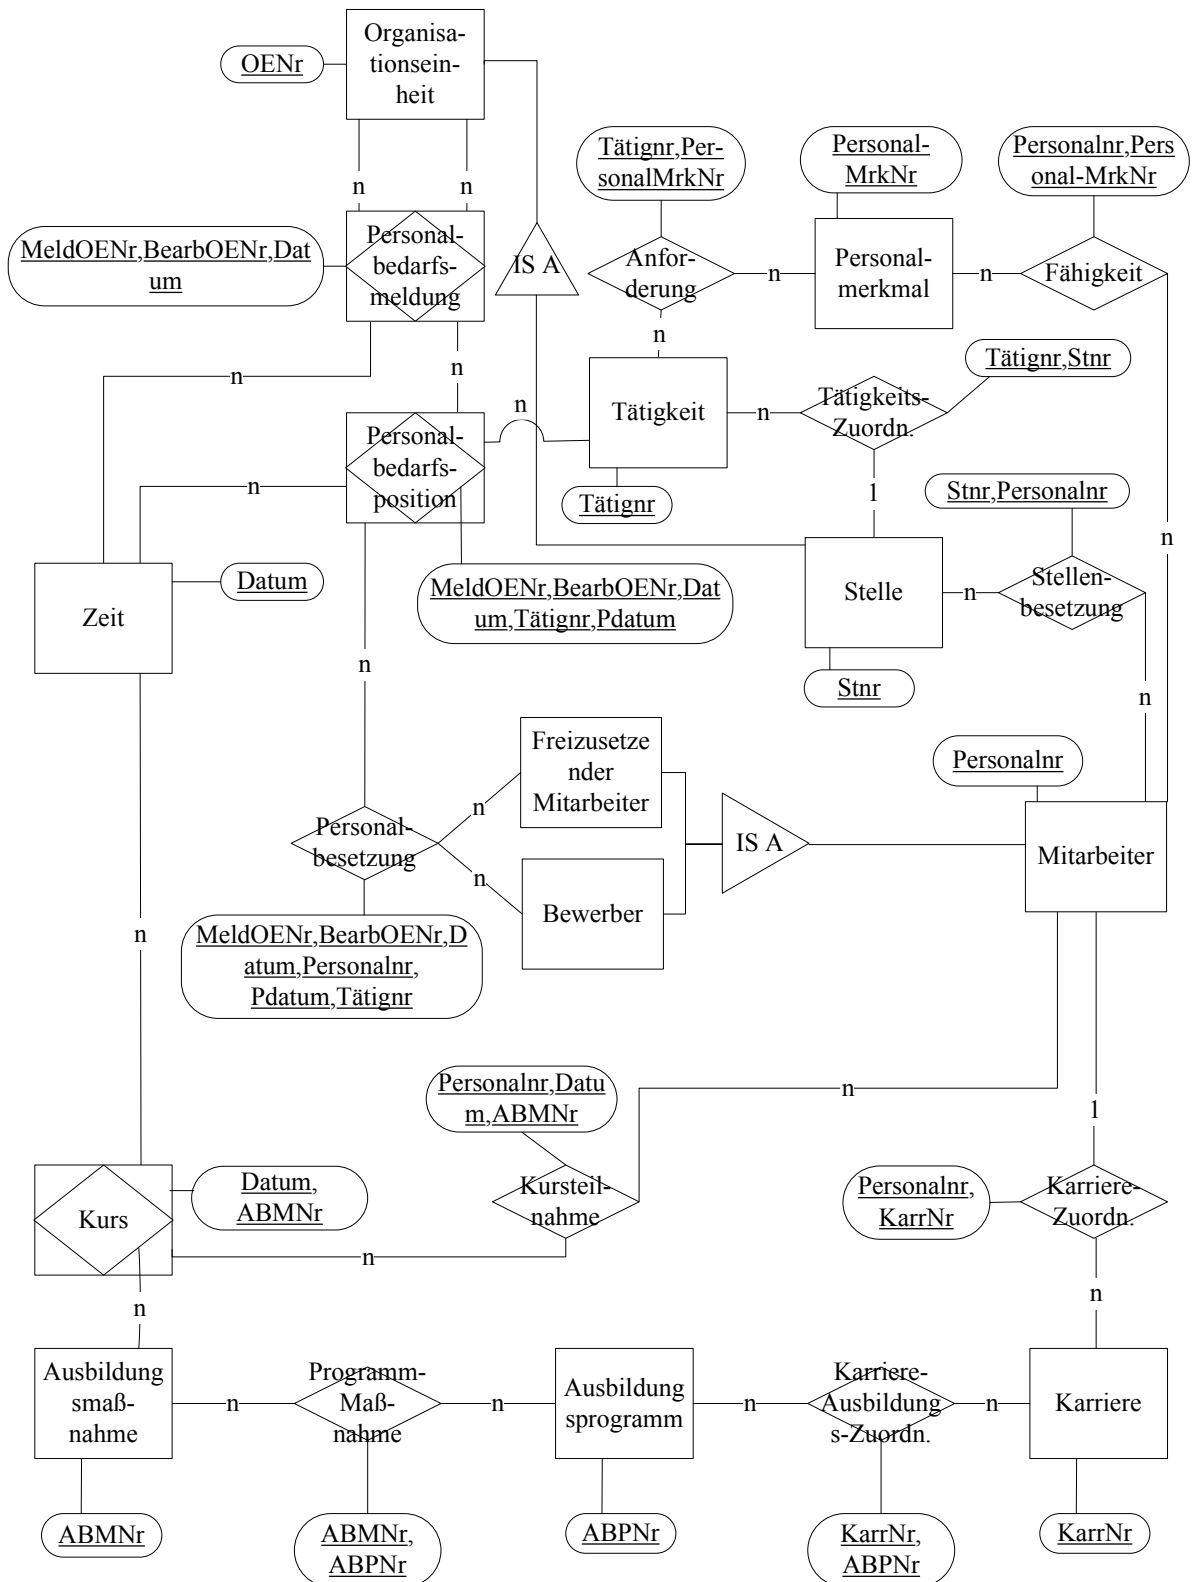 Organisa-
tionsein-
heit
OENr
n
n
Tätignr,Per-
sonalMrkNr
Personal-
MrkNr
Personalnr,Pers
onal-MrkNr
MeldOENr,BearbOENr,Dat
um
Personal-
bedarfs-
meldung
IS A
Anfor-
derung
n
Personal-
merkmal
n
Fähigkeit
n
n
n
Tätignr,Stnr
n
Personal-
bedarfs-
position
Tätigkeit
n
Tätigkeits-
Zuordn.
n
Tätignr
1
Stnr,Personalnr
n
Zeit
Datum
MeldOENr,BearbOENr,Dat
um,Tätignr,Pdatum
Stelle
n
Stellen-
besetzung
n
Stnr
n
Freizusetze
nder
Mitarbeiter
Personalnr
n
Personal-
besetzung
IS A
Mitarbeiter
n
Bewerber
n
MeldOENr,BearbOENr,D
atum,Personalnr,
Pdatum,Tätignr
Personalnr,Datu
m,ABMNr
n
1
Kurs
Datum,
ABMNr
Kursteil-
nahme
Personalnr,
KarrNr
Karriere-
Zuordn.
n
n
n
Ausbildung
smaß-
nahme
n
Programm-
Maß-
nahme
n
Ausbildung
sprogramm
n
Karriere-
Ausbildung
s-Zuordn.
n
Karriere
ABMNr
ABMNr,
ABPNr
ABPNr
KarrNr,
ABPNr
KarrNr